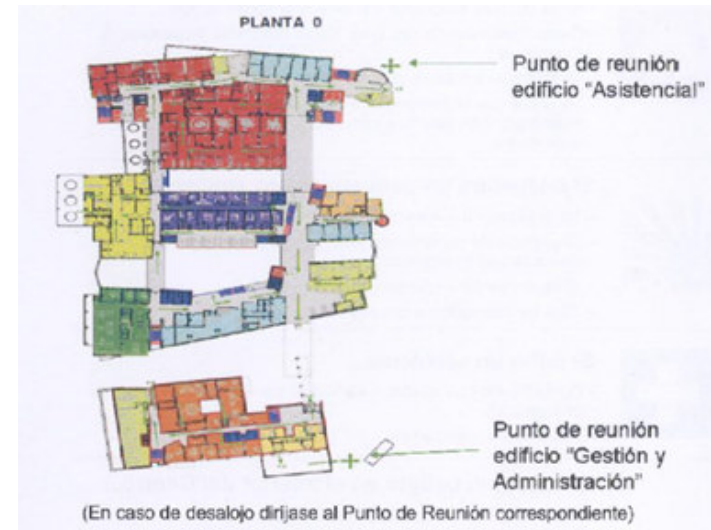 PLANTA 0
Punto de reunión
edificio “Asistencial”
Punto de reunión
edificio “Gestión y
Administración”
(En caso de desalojo diríjase al Punto de Reunión correspondiente)